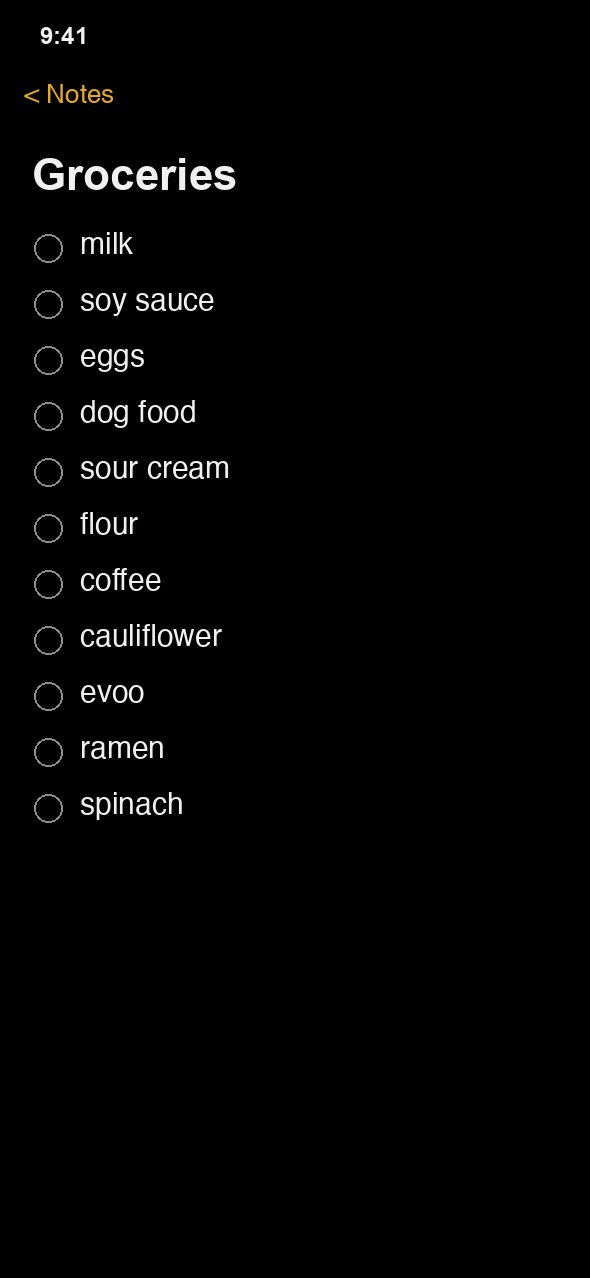 9:41
< Notes
Groceries
milk
soy sauce
eggs
dog food
sour cream
flour
coffee
cauliflower
evoo
ramen
spinach